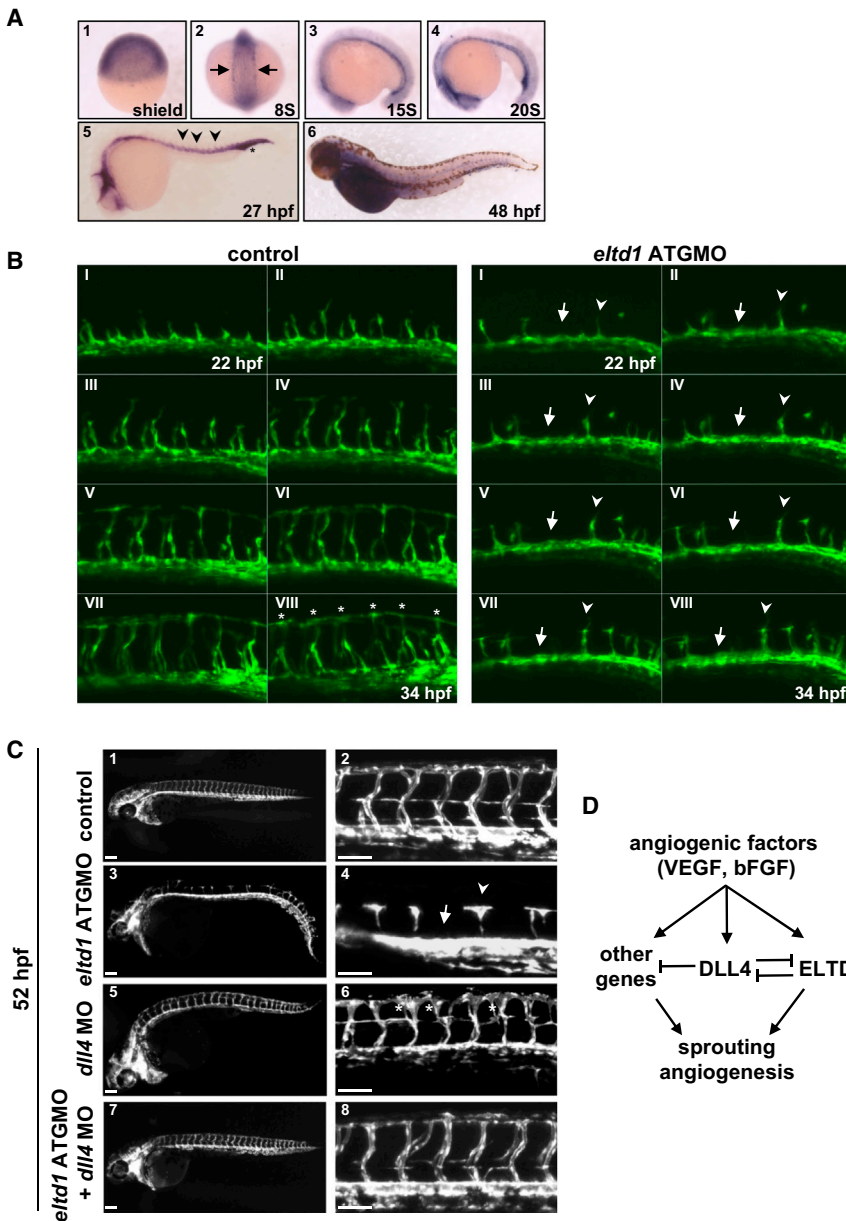 A
1
2
3
4
shield
8S
15S
20S
5
6
*
27 hpf
48 hpf
B
control
eltd1 ATGMO
I
II
I
II
22 hpf
22 hpf
III
IV
III
IV
V
VI
V
VI
VII
VIII
VII
VIII
* * * * * *
34 hpf
34 hpf
C
52 hpf
control
1
2
eltd1 ATGMO
3
4
dll4 MO
5
6
* * *
eltd1 ATGMO
+ dll4 MO
7
8
D
angiogenic factors
(VEGF, bFGF)
other
genes
DLL4
ELTD
sprouting
angiogenesis